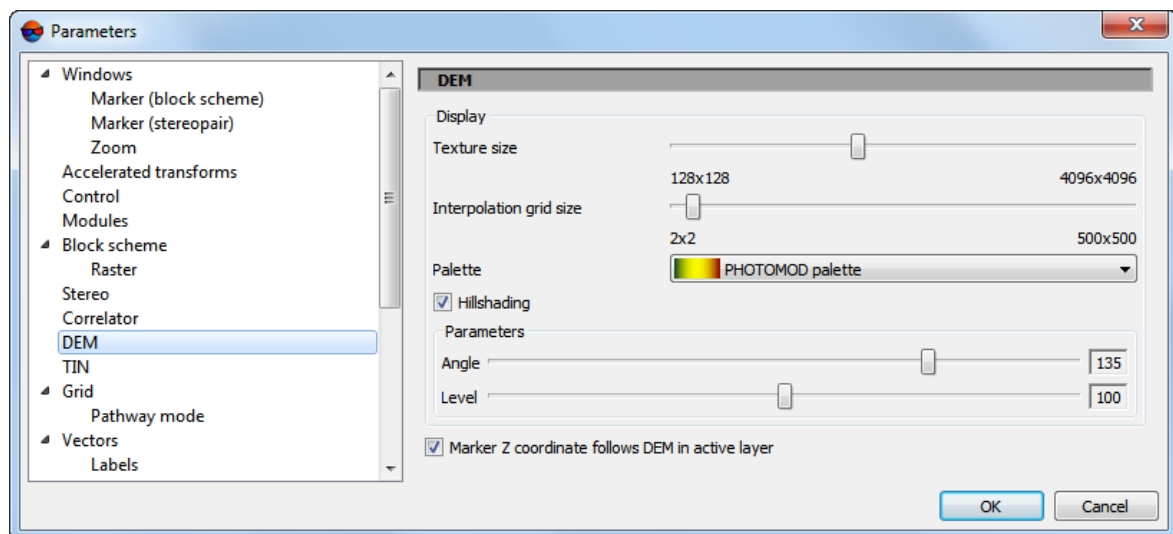 Parameters
Windows
Marker (block scheme)
Marker (stereopair)
Zoom
Accelerated transforms
Control
Modules
Block scheme
Raster
Stereo
Correlator
DEM
TIN
Grid
Pathway mode
Vectors
Labels
DEM
Display
Texture size
128x128 4096x4096
Interpolation grid size
2x2 500x500
Palette PHOTOMOD palette
Hillshading
Parameters
Angle 135
Level 100
Marker Z coordinate follows DEM in active layer
OK Cancel